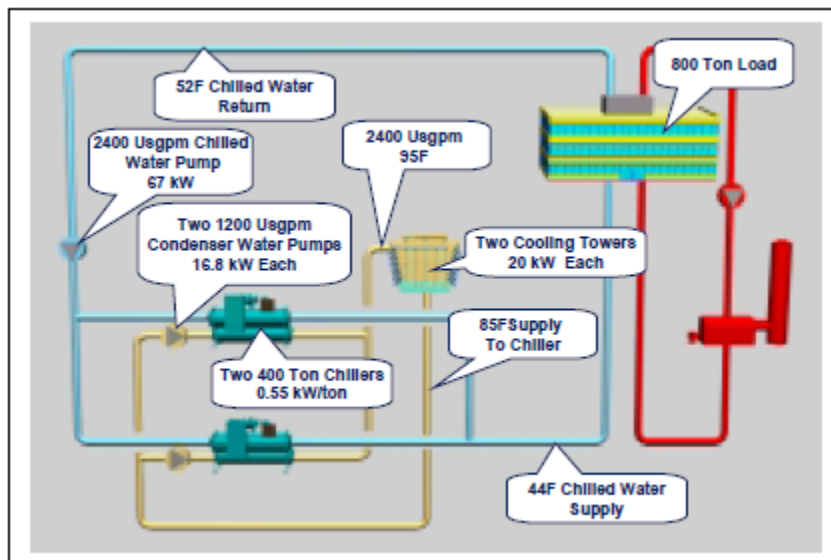 52F Chilled Water
Return
800 Ton Load
2400 Usgpm Chilled
Water Pump
67 kW
2400 Usgpm
95F
Two 1200 Usgpm
Condenser Water Pumps
16.8 kW Each
Two Cooling Towers
20 kW Each
85FSupply
To Chiller
Two 400 Ton Chillers
0.55 kW/ton
44F Chilled Water
Supply